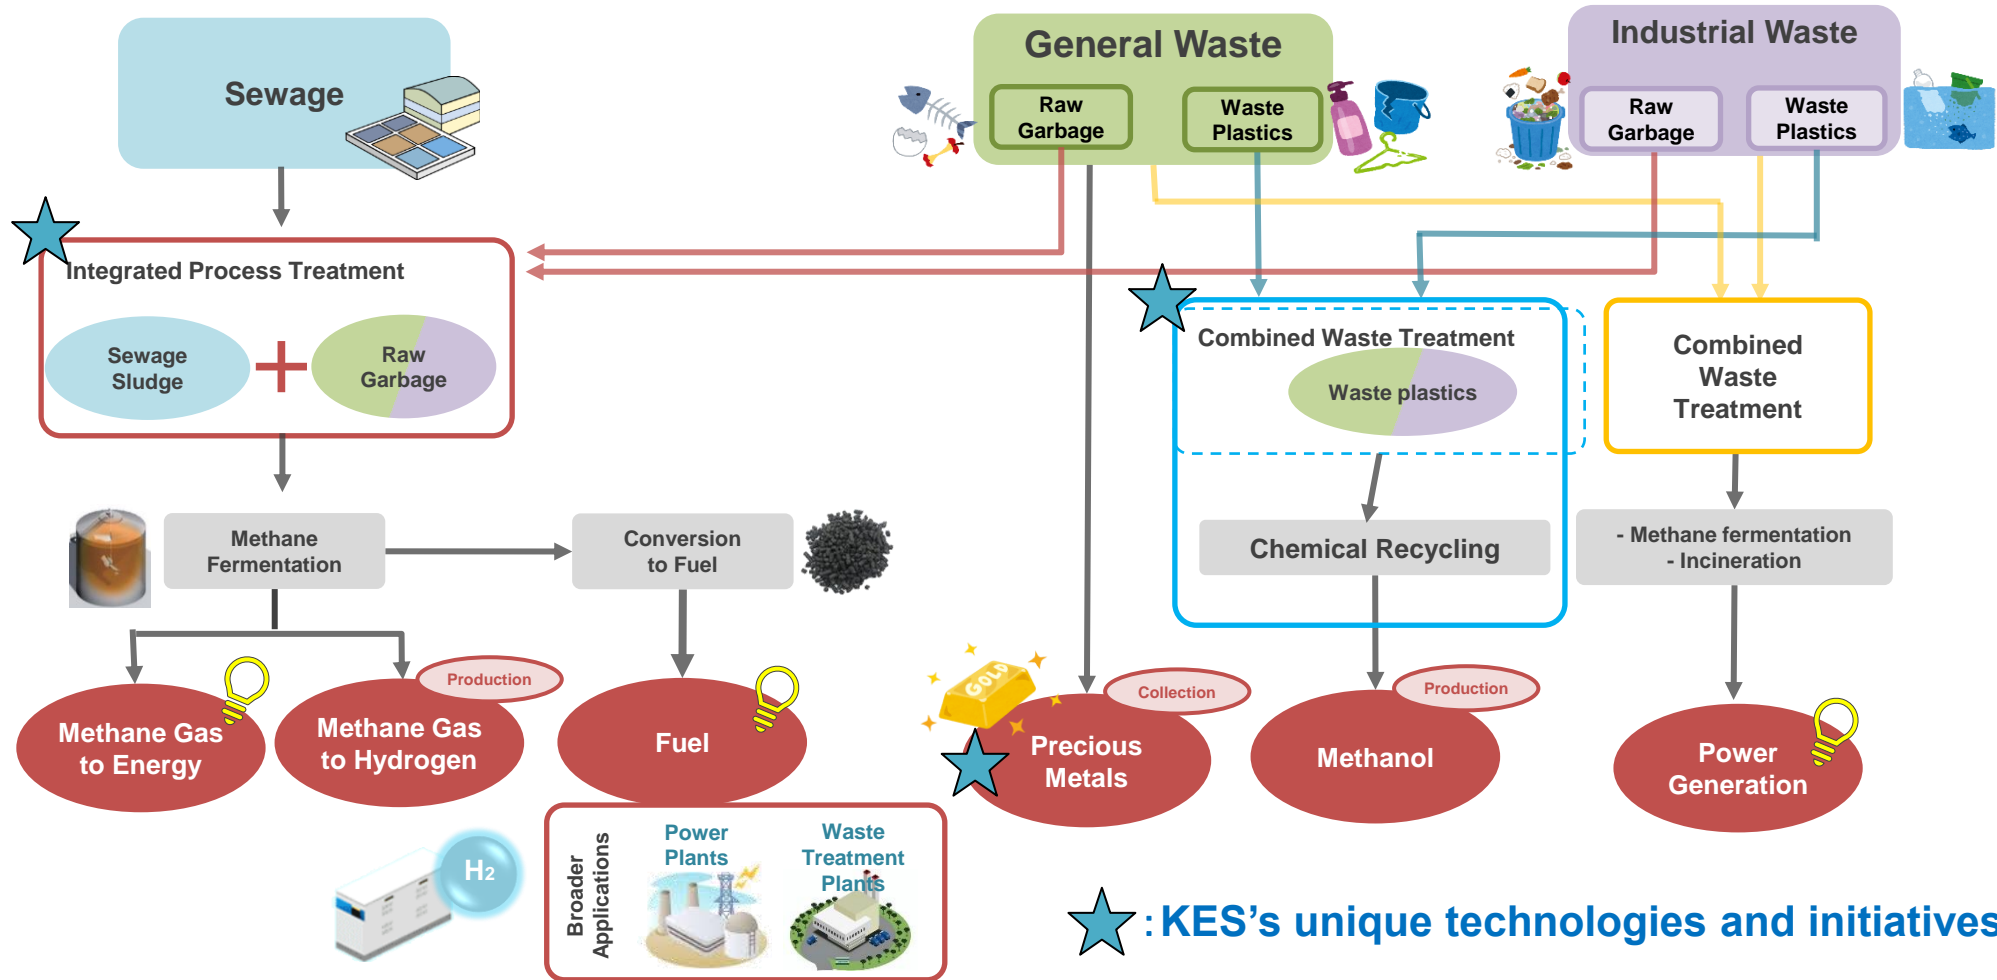 Sewage
General Waste
Raw
Garbage
Waste
Plastics
Industrial Waste
Raw
Garbage
Waste
Plastics
Integrated Process Treatment
Sewage
Sludge
Raw
Garbage
Combined Waste Treatment
Waste plastics
Combined
Waste
Treatment
Methane
Fermentation
Conversion
to Fuel
Chemical Recycling
- Methane fermentation
- Incineration
Production
Methane Gas
to Energy
Methane Gas
to Hydrogen
Fuel
GOLD
Collection
Precious
Metals
Production
Methanol
Power
Generation
H2
Broader
Applications
Power
Plants
Waste
Treatment
Plants
: KES’s unique technologies and initiatives